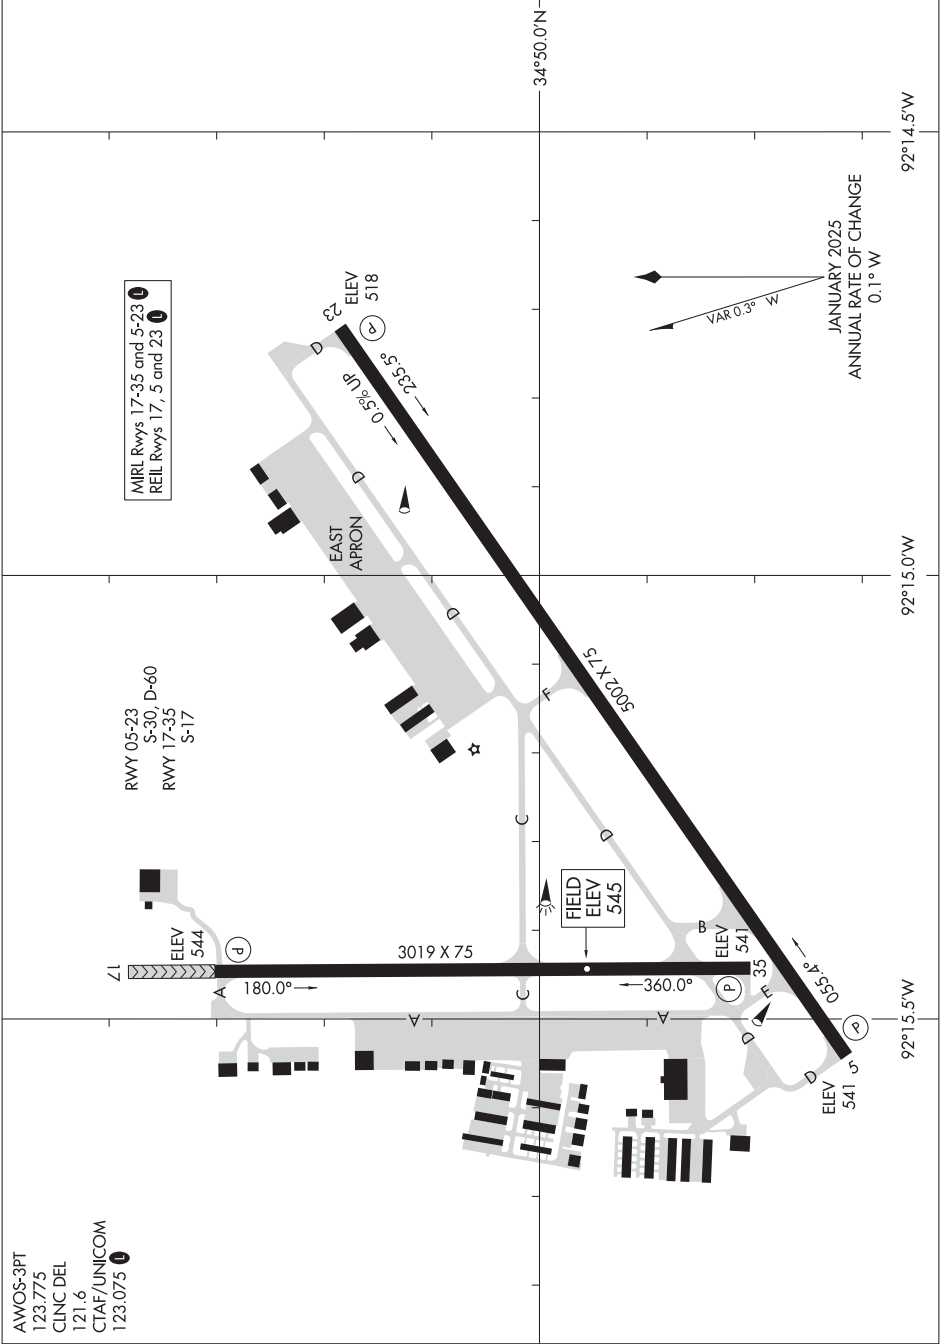 AWOS-3PT
123.775
CLNC DEL
121.6
CTAF/UNICOM
123.075 L
RWY 05-23
S-30, D-60
RWY 17-35
S-17
MIRL Rwys 17-35 and 5-23 L
REIL Rwys 17, 5 and 23 L
17
ELEV
544
P
A
180.0°
3019 X 75
A
C
C
FIELD
ELEV
545
360.0°
A
P
B
ELEV
541
35
F
D
D
055.4°
P
5
ELEV
541
D
F
5002 X 75
D
D
EAST
APRON
D
0.5% UP
235.5°
23
ELEV
518
P
VAR 0.3° W
JANUARY 2025
ANNUAL RATE OF CHANGE
0.1° W
34°50.0'N
92°14.5'W
92°15.0'W
92°15.5'W